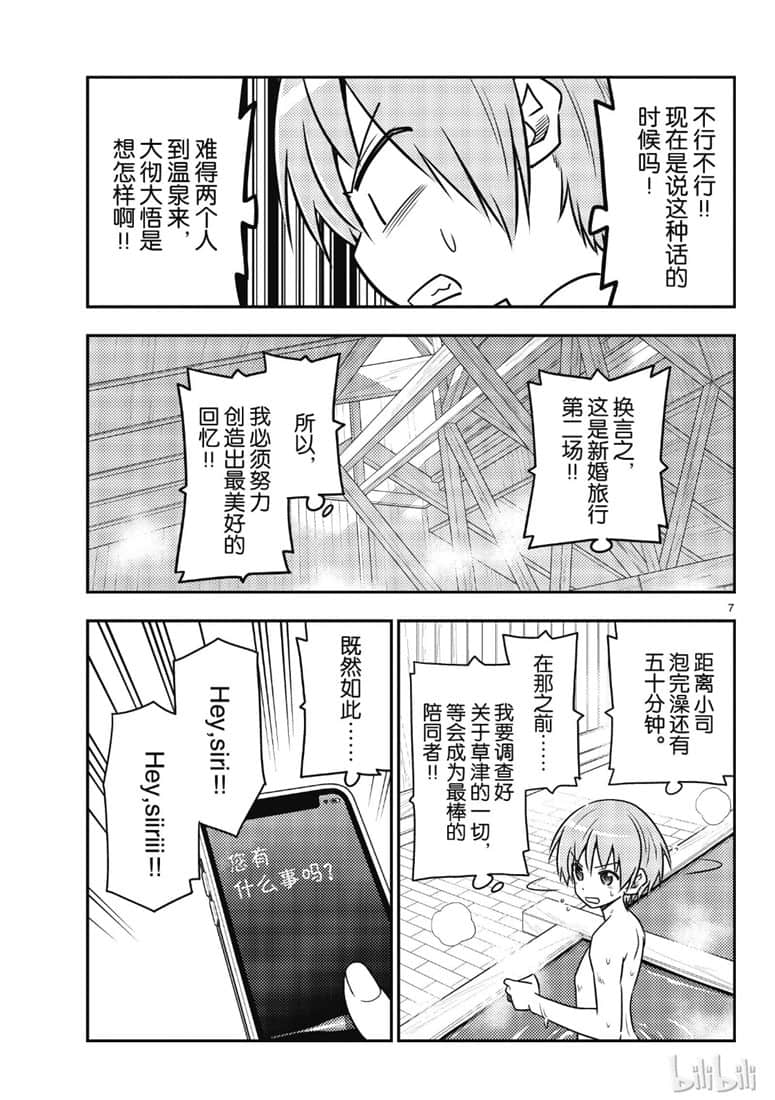 不行不行!!
现在是说这种话的
时候吗!
难得两个人
到温泉来，
大彻大悟是
想怎样啊!!
换言之，
这是新婚旅行
第二场!!
所以，
我必须努力
创造出最美好的
回忆!!
7
距离小司
泡完澡还有
五十分钟。
在那之前……
我要调查好
关于草津的一切，
等会成为最棒的
陪同者!!
既然如此……
Hey,siri!!
Hey,siiriii!!
您有
什么事吗?
bilibili